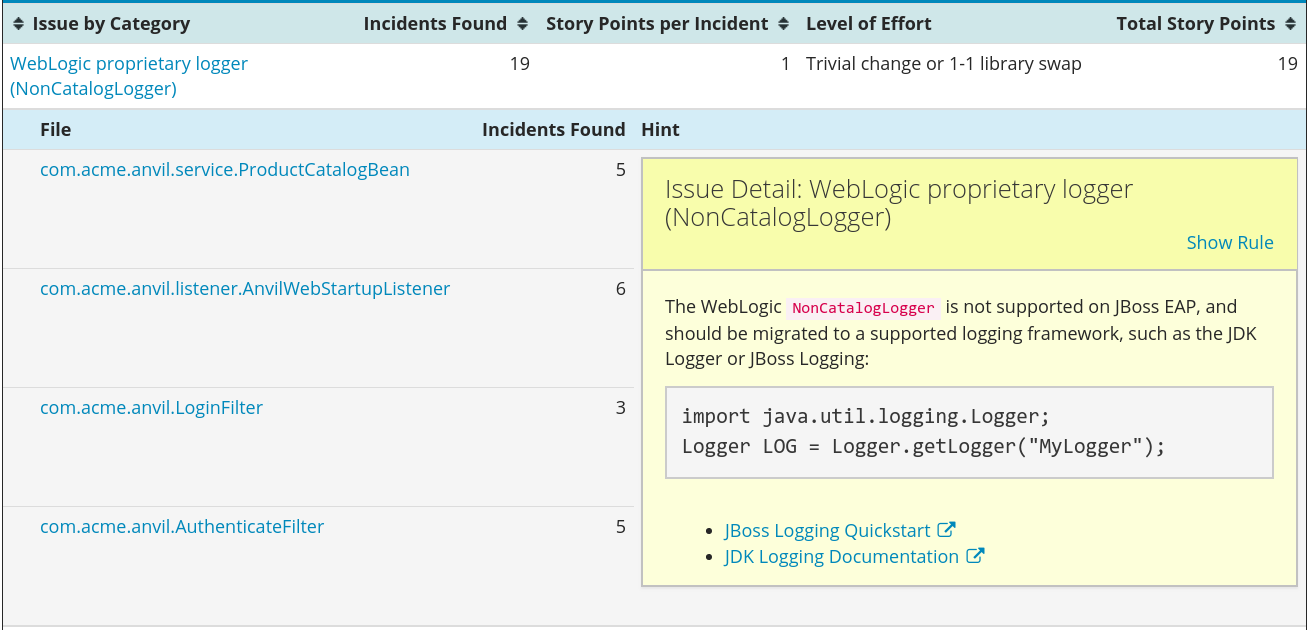 Issue by Category Incidents Found Story Points per Incident Level of Effort Total Story Points
WebLogic proprietary logger 19 1 Trivial change or 1-1 library swap 19
(NonCatalogLogger)
File Incidents Found Hint
com.acme.anvil.service.ProductCatalogBean 5
com.acme.anvil.listener.AnvilWebStartupListener 6
com.acme.anvil.LoginFilter 3
com.acme.anvil.AuthenticateFilter 5
Issue Detail: WebLogic proprietary logger
(NonCatalogLogger)
Show Rule
The WebLogic NonCatalogLogger is not supported on JBoss EAP, and
should be migrated to a supported logging framework, such as the JDK
Logger or JBoss Logging:
import java.util.logging.Logger;
Logger LOG = Logger.getLogger("MyLogger");
JBoss Logging Quickstart
JDK Logging Documentation